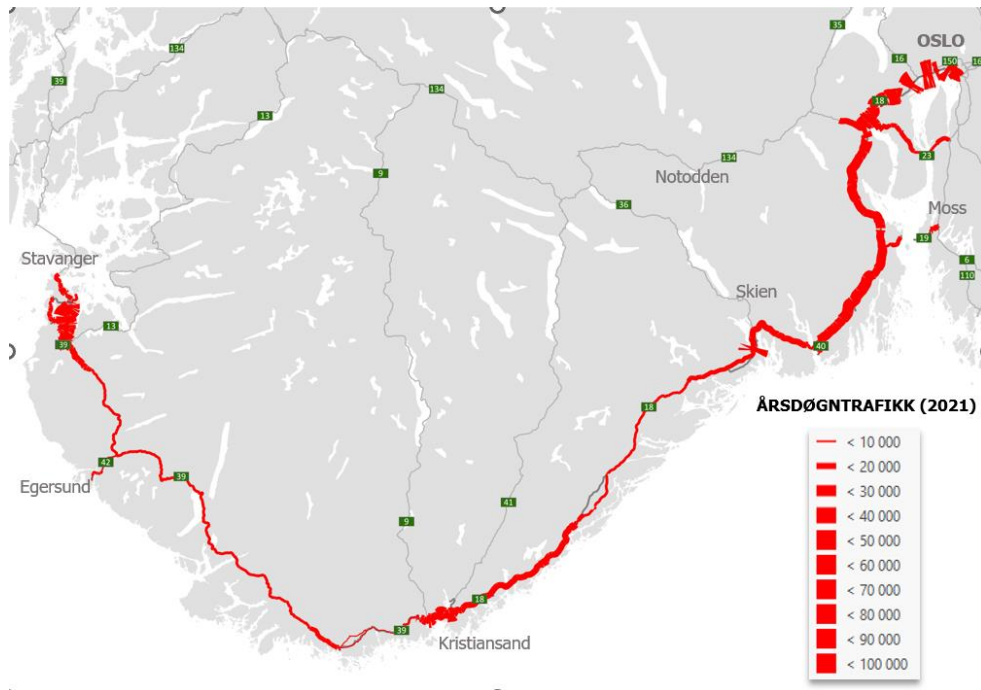 35
OSLO
134
16
150
16
39
18
134
13
134
23
9
Notodden
36
Moss
19
6
Stavanger
110
Skien
13
39
40
ÅRSDØGNTRAFIKK (2021)
18
< 10 000
42
< 20 000
39
Egersund
< 30 000
41
< 40 000
9
< 50 000
< 60 000
18
< 70 000
39
< 80 000
Kristiansand
< 90 000
< 100 000